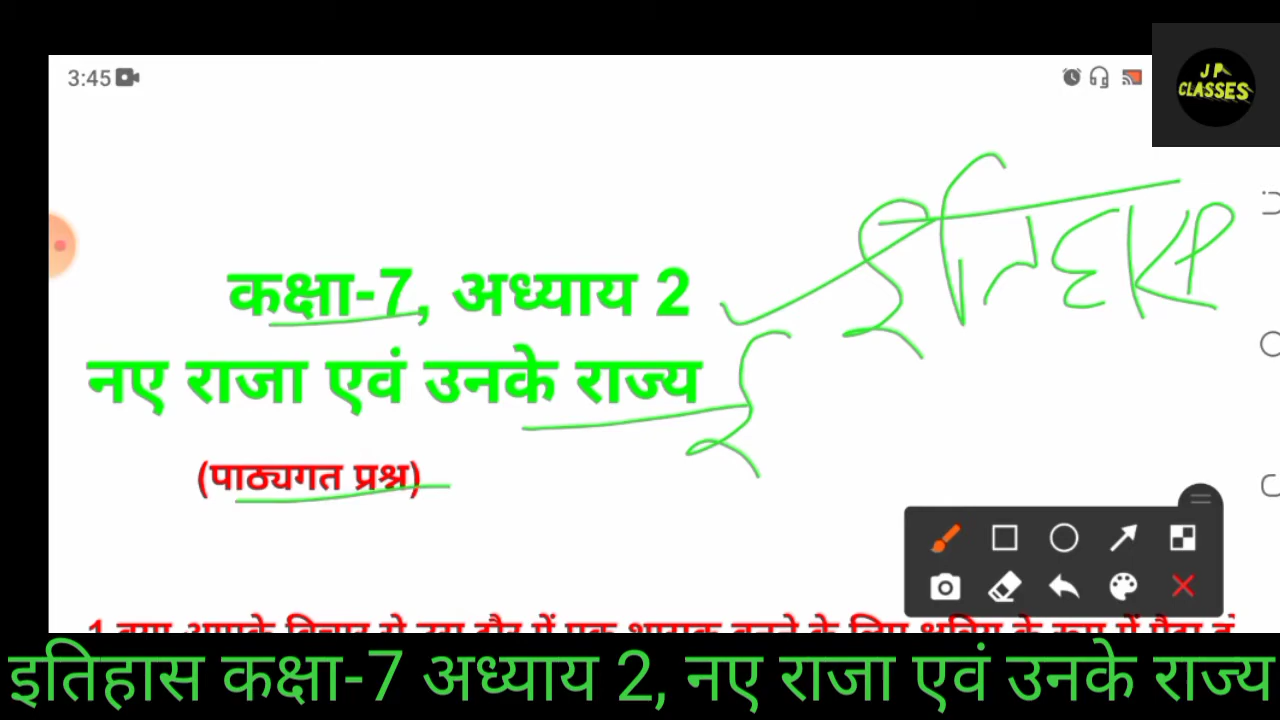 3:45
J P
CLASSES
इतिहास
कक्षा-7, अध्याय 2
नए राजा एवं उनके राज्य
(पाठ्यगत प्रश्न)
इतिहास कक्षा-7 अध्याय 2, नए राजा एवं उनके राज्य